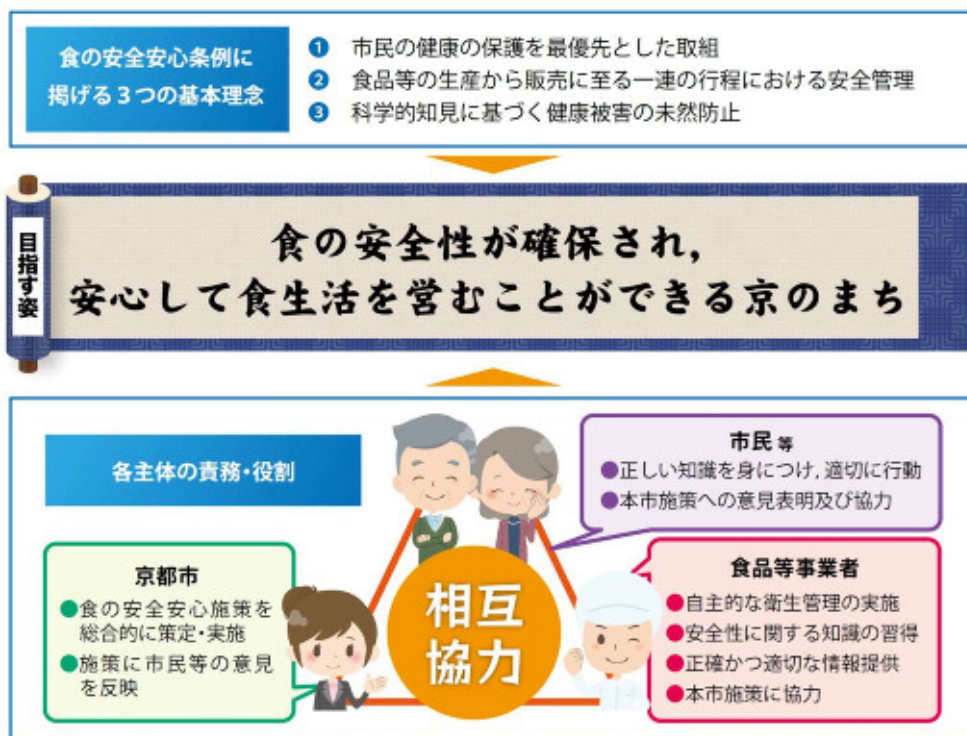 食の安全安心条例に
掲げる3つの基本理念
❶ 市民の健康の保護を最優先とした取組
❷ 食品等の生産から販売に至る一連の行程における安全管理
❸ 科学的知見に基づく健康被害の未然防止
目指す姿
食の安全性が確保され，
安心して食生活を営むことができる京のまち
各主体の責務・役割
市民等
●正しい知識を身につけ，適切に行動
●本市施策への意見表明及び協力
京都市
●食の安全安心施策を
総合的に策定・実施
●施策に市民等の意見
を反映
相互
協力
食品等事業者
●自主的な衛生管理の実施
●安全性に関する知識の習得
●正確かつ適切な情報提供
●本市施策に協力